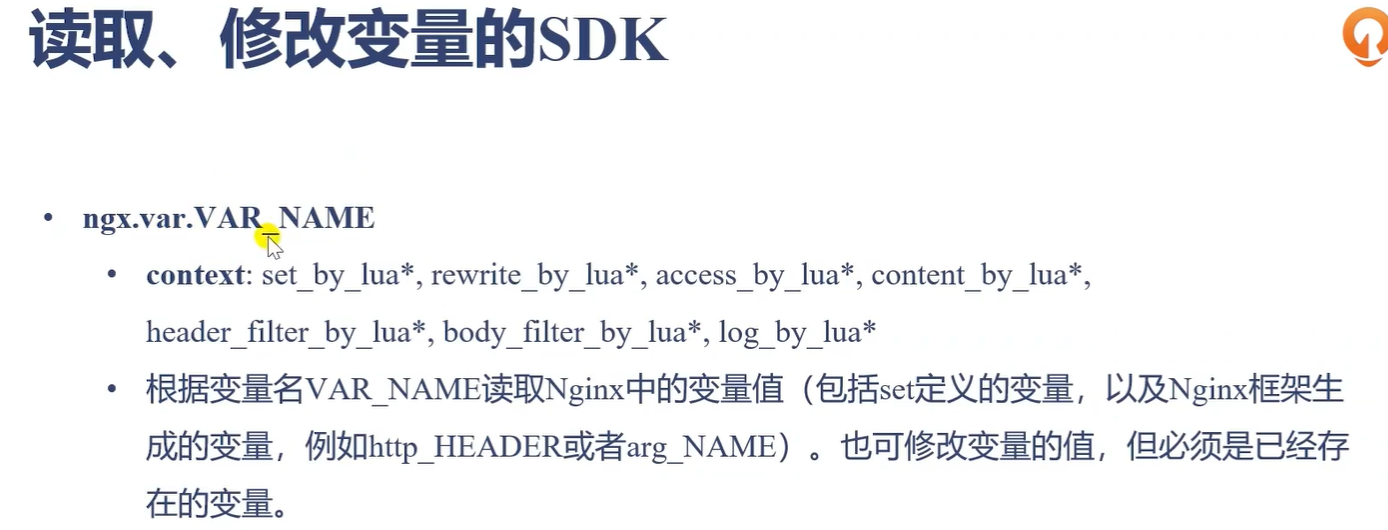 读取、修改变量的SDK
• ngx.var.VAR_NAME
• context: set_by_lua*, rewrite_by_lua*, access_by_lua*, content_by_lua*,
header_filter_by_lua*, body_filter_by_lua*, log_by_lua*
• 根据变量名VAR_NAME读取Nginx中的变量值（包括set定义的变量，以及Nginx框架生
成的变量，例如http_HEADER或者arg_NAME）。也可修改变量的值，但必须是已经存
在的变量。